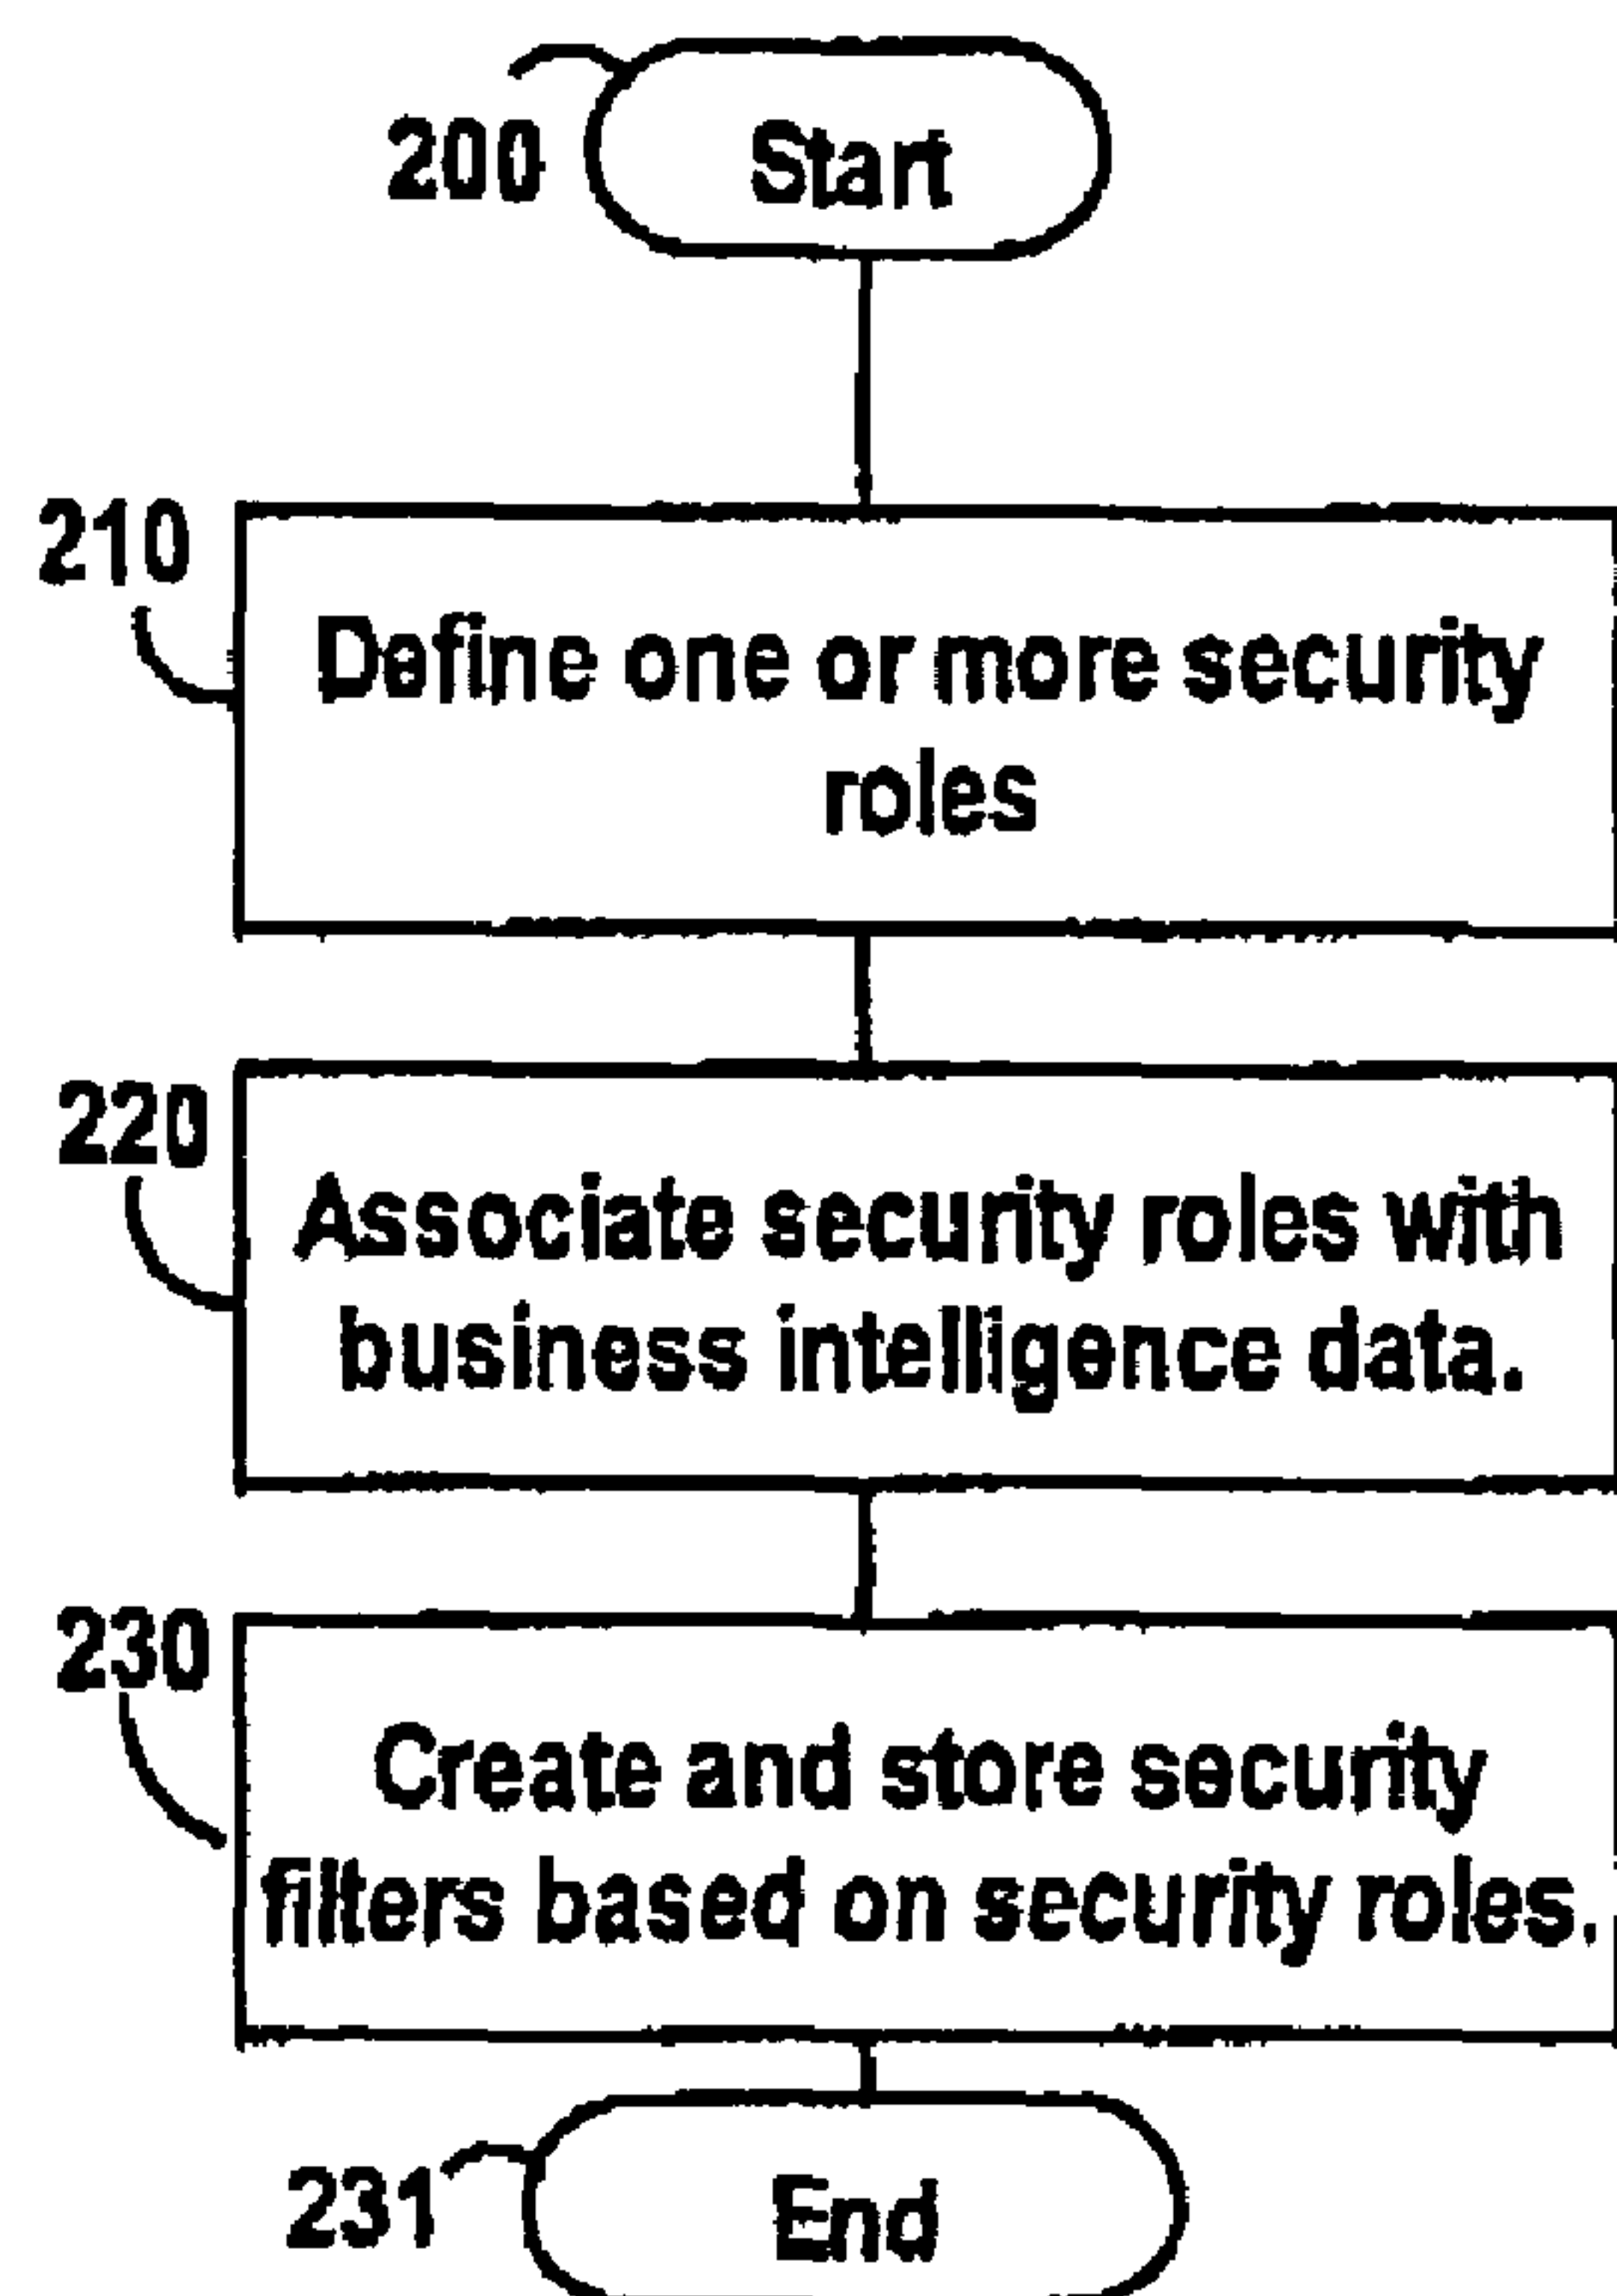 200
Start
210
Define one or more security
roles
220
Associate security roles with
business intelligence data.
230
Create and store security
filters based on security roles.
231
End